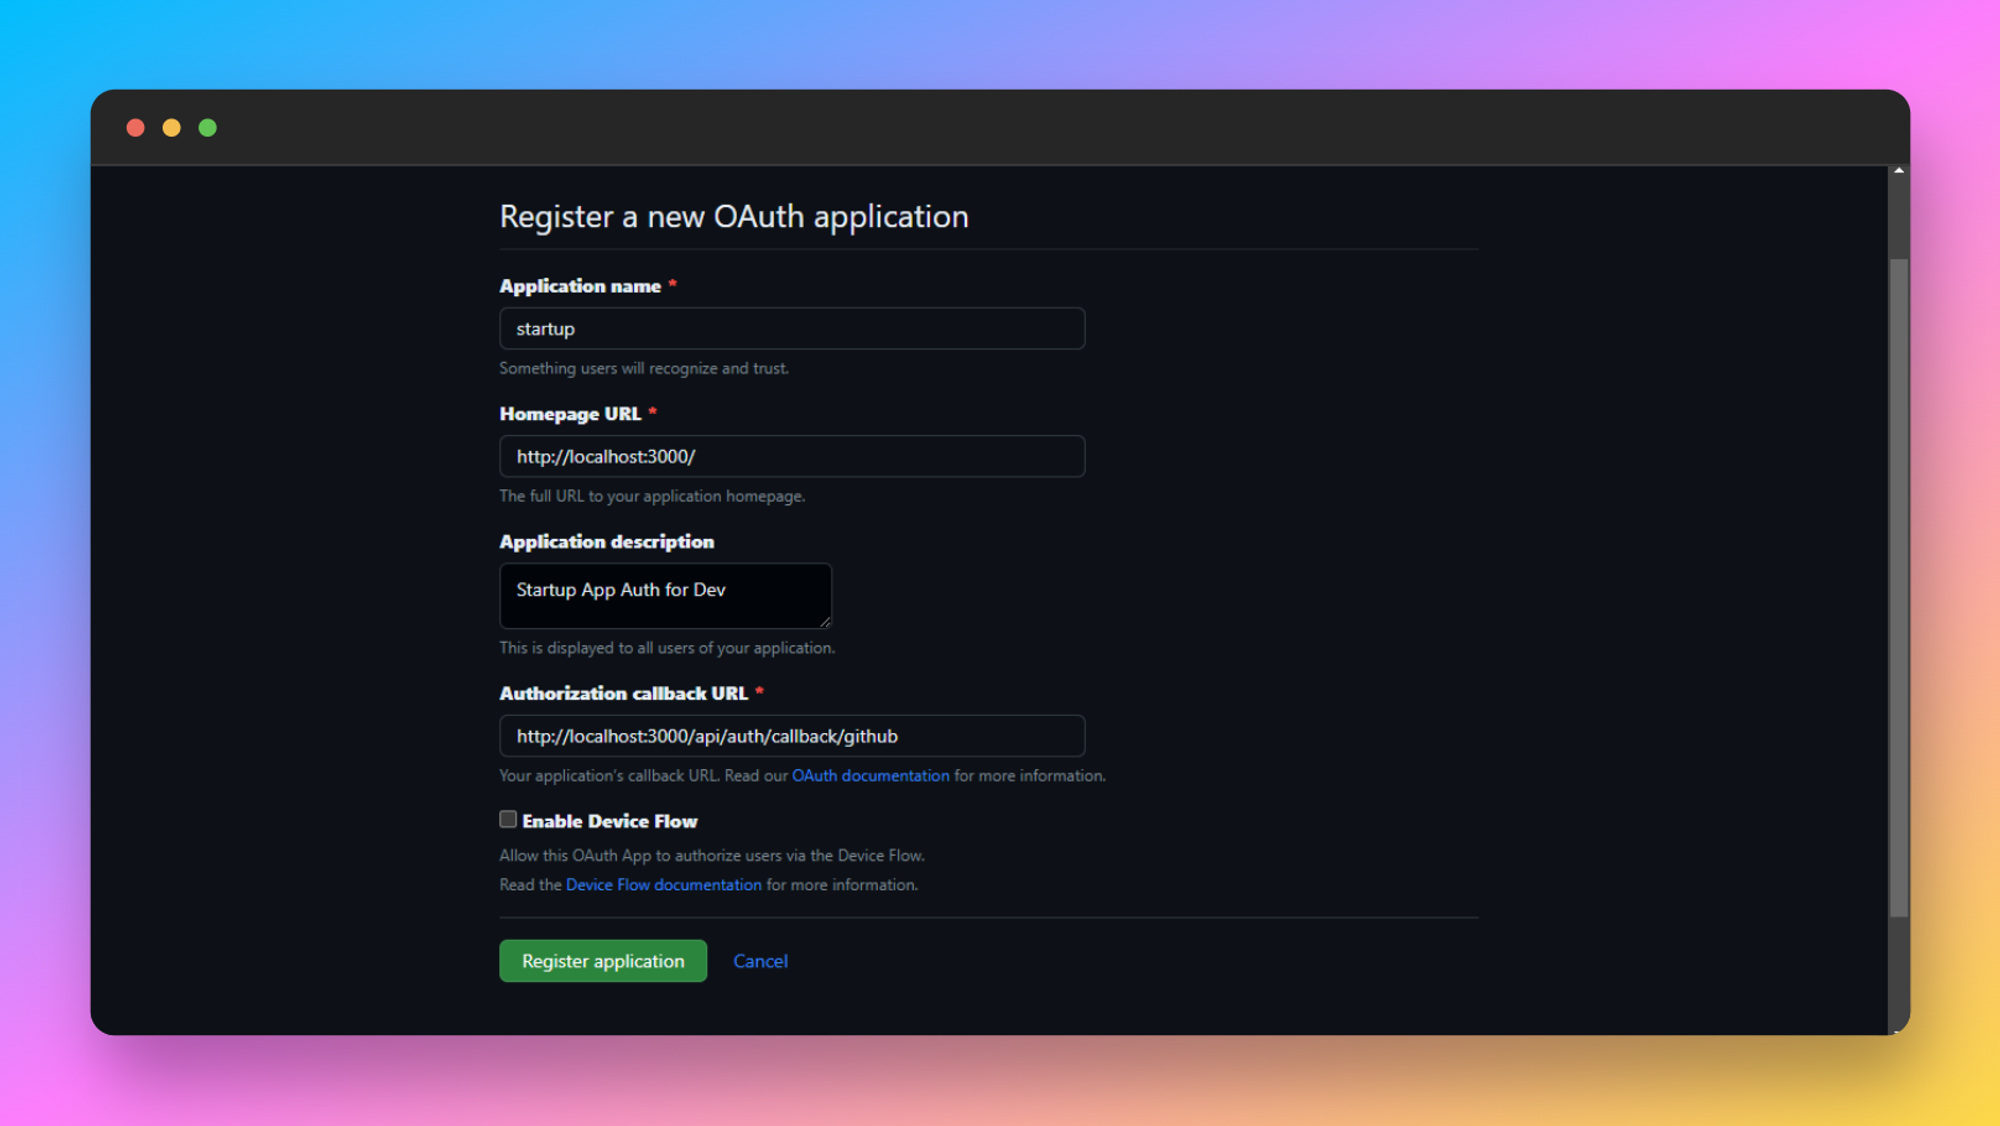 Register a new OAuth application
Application name *
startup
Something users will recognize and trust.
Homepage URL *
http://localhost:3000/
The full URL to your application homepage.
Application description
Startup App Auth for Dev
This is displayed to all users of your application.
Authorization callback URL *
http://localhost:3000/api/auth/callback/github
Your application's callback URL. Read our OAuth documentation for more information.
Enable Device Flow
Allow this OAuth App to authorize users via the Device Flow.
Read the Device Flow documentation for more information.
Register application Cancel